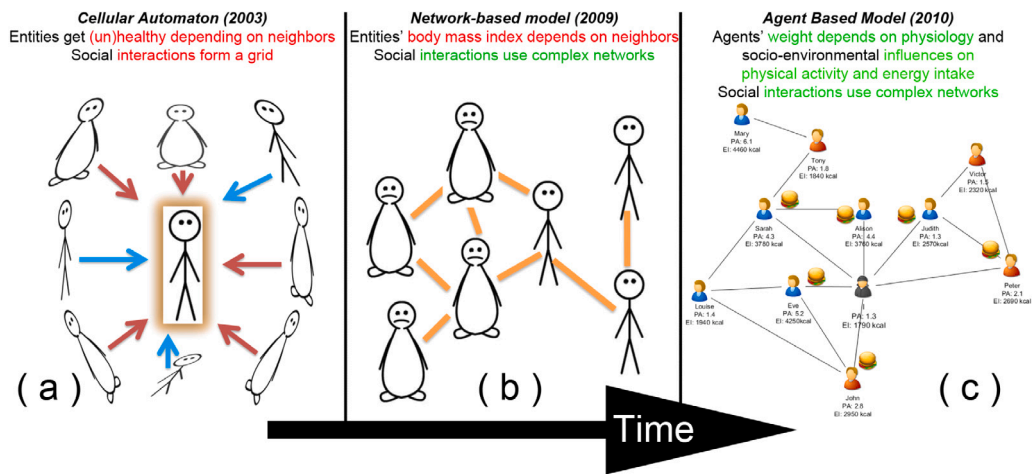 Cellular Automaton (2003)
Entities get (un)healthy depending on neighbors
Social interactions form a grid
( a )
Network-based model (2009)
Entities' body mass index depends on neighbors
Social interactions use complex networks
( b )
Agent Based Model (2010)
Agents' weight depends on physiology and
socio-environmental influences on
physical activity and energy intake
Social interactions use complex networks
Mary
PA: 6.1
EI: 4460 kcal
Tony
PA: 1.8
EI: 1840 kcal
Victor
PA: 1.5
EI: 2320 kcal
Sarah
PA: 4.3
EI: 3760 kcal
Alison
PA: 4.4
EI: 3760 kcal
Judith
PA: 1.3
EI: 2570kcal
Peter
PA: 2.1
EI: 2690 kcal
Louise
PA: 1.4
EI: 1940 kcal
Eve
PA: 5.2
EI: 4250kcal
PA: 1.3
EI: 1790 kcal
John
PA: 2.8
EI: 2950 kcal
( c )
Time